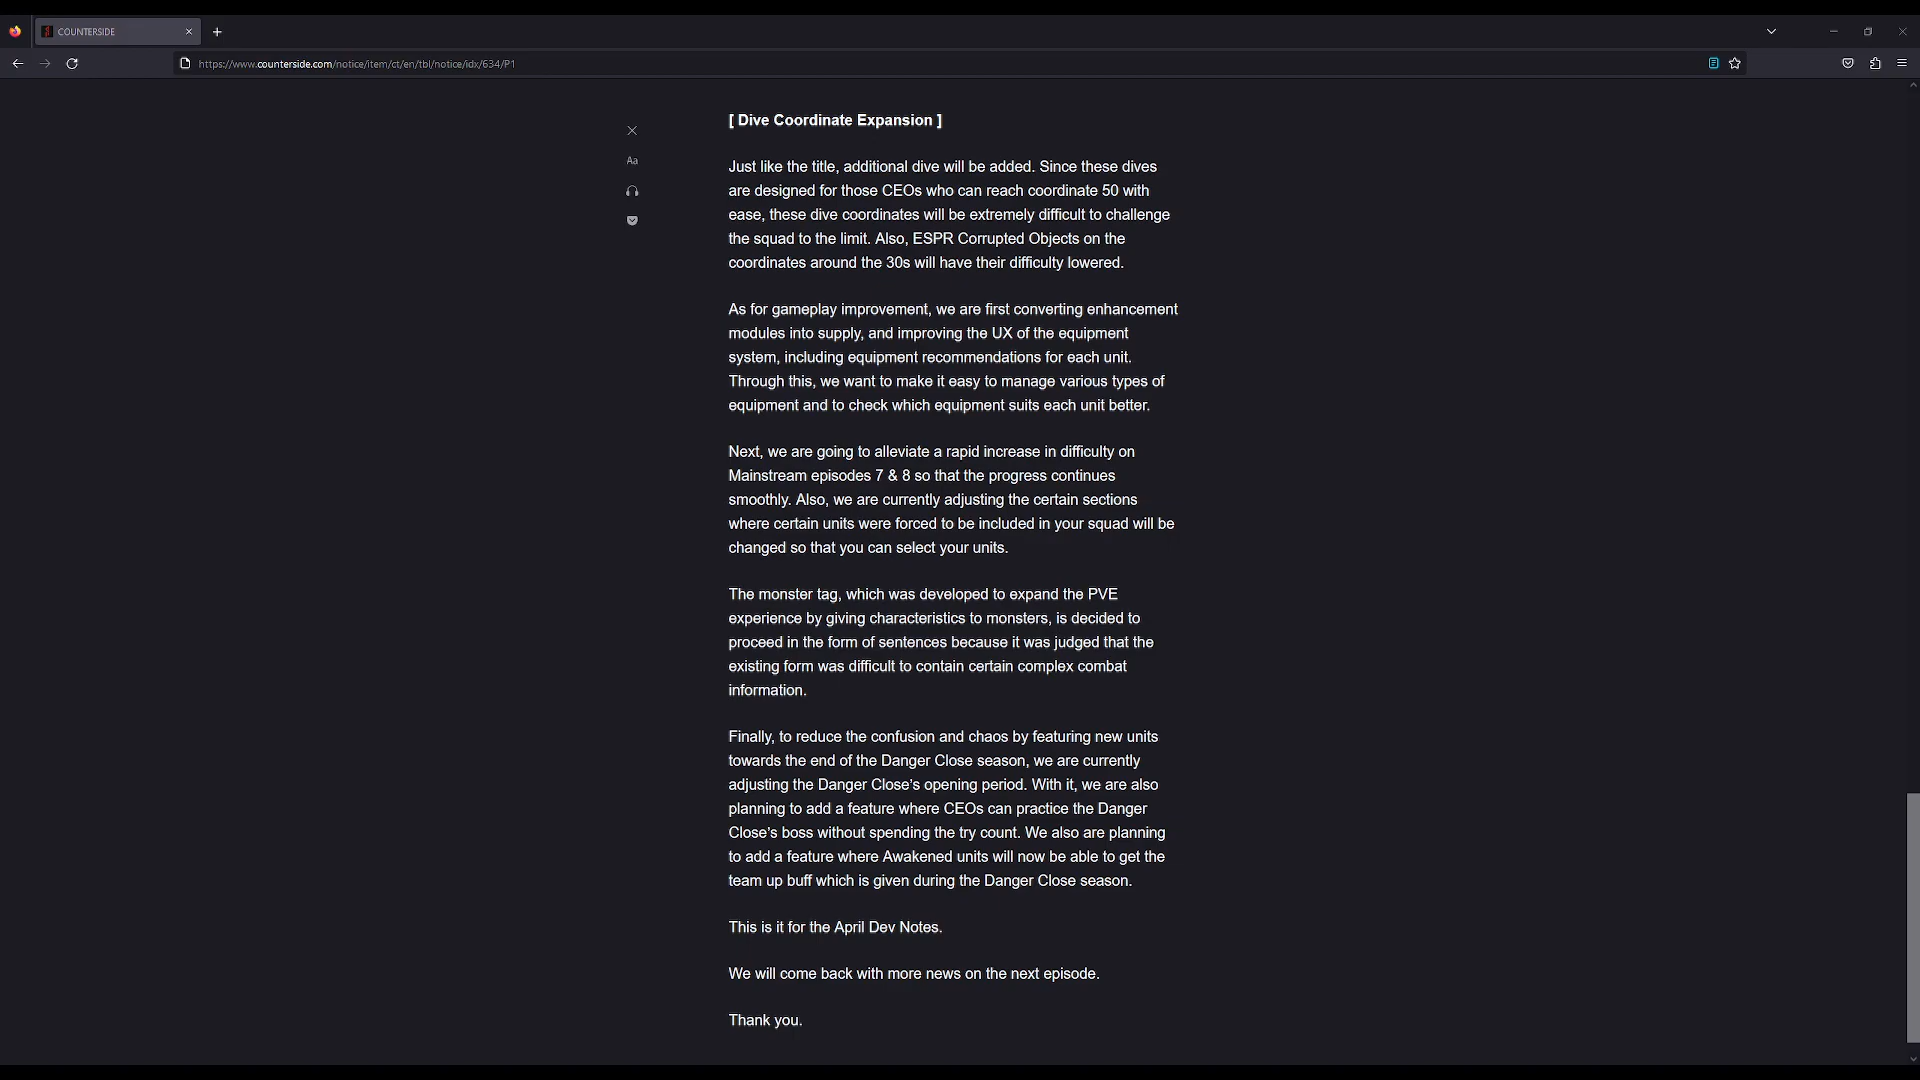 COUNTERSIDE
https://www.counterside.com/notice/item/ct/en/tbl/notice/idx/634/P1
Aa
[ Dive Coordinate Expansion ]
Just like the title, additional dive will be added. Since these dives
are designed for those CEOs who can reach coordinate 50 with
ease, these dive coordinates will be extremely difficult to challenge
the squad to the limit. Also, ESPR Corrupted Objects on the
coordinates around the 30s will have their difficulty lowered.
As for gameplay improvement, we are first converting enhancement
modules into supply, and improving the UX of the equipment
system, including equipment recommendations for each unit.
Through this, we want to make it easy to manage various types of
equipment and to check which equipment suits each unit better.
Next, we are going to alleviate a rapid increase in difficulty on
Mainstream episodes 7 & 8 so that the progress continues
smoothly. Also, we are currently adjusting the certain sections
where certain units were forced to be included in your squad will be
changed so that you can select your units.
The monster tag, which was developed to expand the PVE
experience by giving characteristics to monsters, is decided to
proceed in the form of sentences because it was judged that the
existing form was difficult to contain certain complex combat
information.
Finally, to reduce the confusion and chaos by featuring new units
towards the end of the Danger Close season, we are currently
adjusting the Danger Close's opening period. With it, we are also
planning to add a feature where CEOs can practice the Danger
Close's boss without spending the try count. We also are planning
to add a feature where Awakened units will now be able to get the
team up buff which is given during the Danger Close season.
This is it for the April Dev Notes.
We will come back with more news on the next episode.
Thank you.